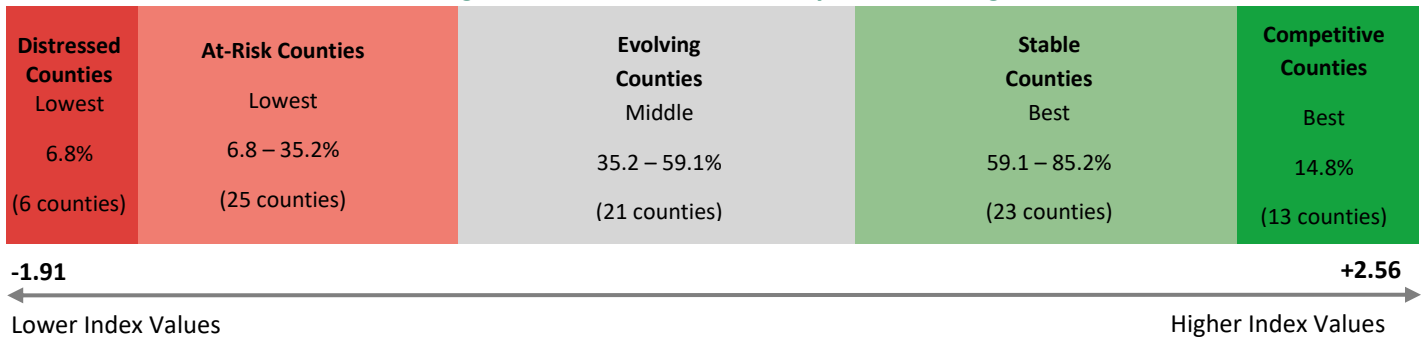 Distressed
Counties
Lowest
6.8%
(6 counties)
At-Risk Counties
Lowest
6.8 – 35.2%
(25 counties)
Evolving
Counties
Middle
35.2 – 59.1%
(21 counties)
Stable
Counties
Best
59.1 – 85.2%
(23 counties)
Competitive
Counties
Best
14.8%
(13 counties)
-1.91
+2.56
Lower Index Values
Higher Index Values